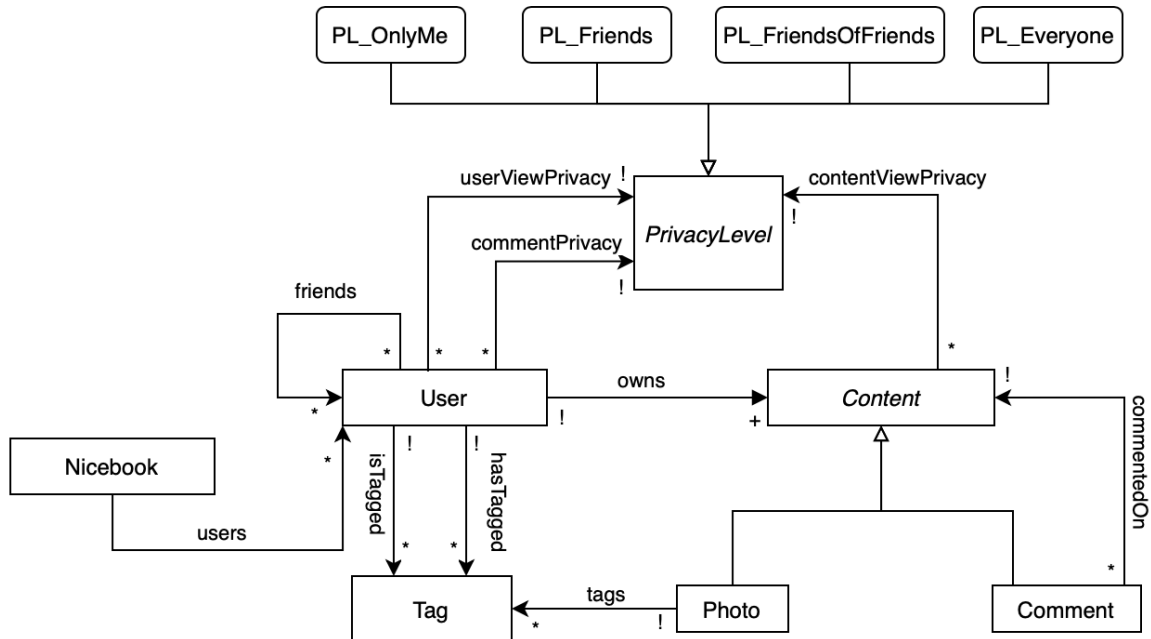 PL_OnlyMe PL_Friends PL_FriendsOfFriends PL_Everyone
userViewPrivacy ! contentViewPrivacy
!
PrivacyLevel
commentPrivacy
!
friends
* * * * !
User owns Content
* ! ! ! +
Nicebook *
isTagged hasTagged commentedOn
users
* * *
Tag tags Photo Comment
* !